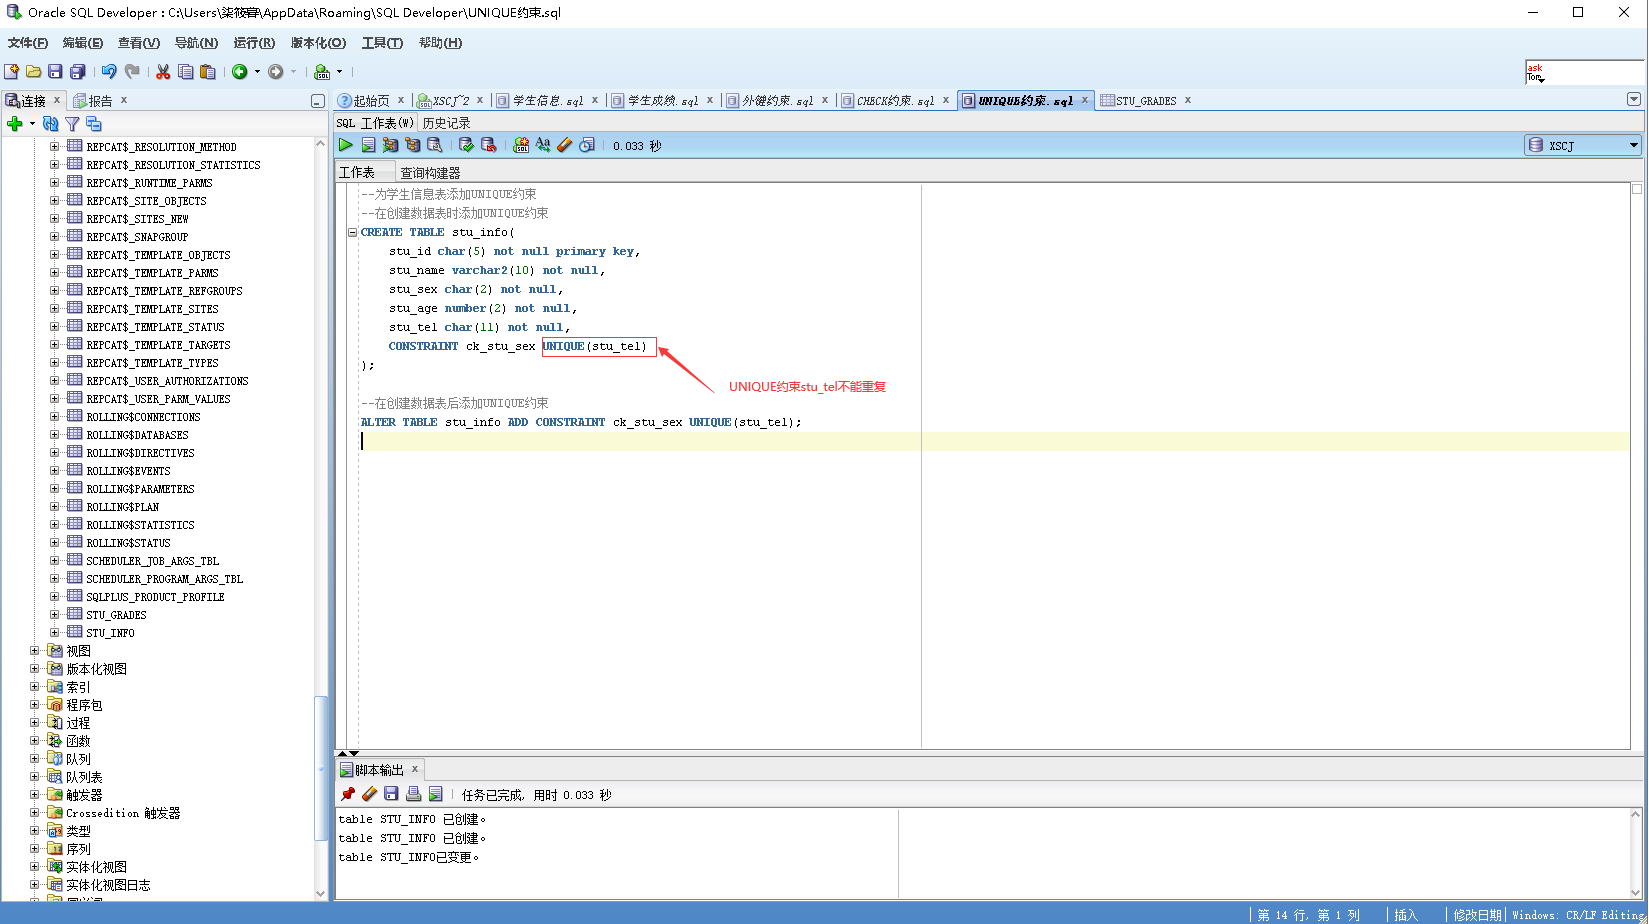 Oracle SQL Developer : C:\Users\柒筱暮\AppData\Roaming\SQL Developer\UNIQUE约束.sql
文件(F) 编辑(E) 查看(V) 导航(N) 运行(R) 版本化(O) 工具(T) 帮助(H)
ask
Tom
连接 报告
起始页 XSCJ~2 学生信息.sql 学生成绩.sql 外键约束.sql CHECK约束.sql UNIQUE约束.sql STU_GRADES
SQL 工作表(W) 历史记录
0.033 秒
XSCJ
工作表 查询构建器
REPCAT$_RESOLUTION_METHOD
REPCAT$_RESOLUTION_STATISTICS
REPCAT$_RUNTIME_PARMS
REPCAT$_SITE_OBJECTS
REPCAT$_SITES_NEW
REPCAT$_SNAPGROUP
REPCAT$_TEMPLATE_OBJECTS
REPCAT$_TEMPLATE_PARMS
REPCAT$_TEMPLATE_REFGROUPS
REPCAT$_TEMPLATE_SITES
REPCAT$_TEMPLATE_STATUS
REPCAT$_TEMPLATE_TARGETS
REPCAT$_TEMPLATE_TYPES
REPCAT$_USER_AUTHORIZATIONS
REPCAT$_USER_PARM_VALUES
ROLLING$CONNECTIONS
ROLLING$DATABASES
ROLLING$DIRECTIVES
ROLLING$EVENTS
ROLLING$PARAMETERS
ROLLING$PLAN
ROLLING$STATISTICS
ROLLING$STATUS
SCHEDULER_JOB_ARGS_TBL
SCHEDULER_PROGRAM_ARGS_TBL
SQLPLUS_PRODUCT_PROFILE
STU_GRADES
STU_INFO
视图
版本化视图
索引
程序包
过程
函数
队列
队列表
触发器
Crossedition 触发器
类型
序列
实体化视图
实体化视图日志
--为学生信息表添加UNIQUE约束
--在创建数据表时添加UNIQUE约束
CREATE TABLE stu_info(
stu_id char(5) not null primary key,
stu_name varchar2(10) not null,
stu_sex char(2) not null,
stu_age number(2) not null,
stu_tel char(11) not null,
CONSTRAINT ck_stu_sex UNIQUE(stu_tel)
);
UNIQUE约束stu_tel不能重复
--在创建数据表后添加UNIQUE约束
ALTER TABLE stu_info ADD CONSTRAINT ck_stu_sex UNIQUE(stu_tel);
脚本输出
任务已完成, 用时 0.033 秒
table STU_INFO 已创建。
table STU_INFO 已创建。
table STU_INFO已变更。
第 14 行, 第 1 列 插入 修改日期 Windows: CR/LF Editing